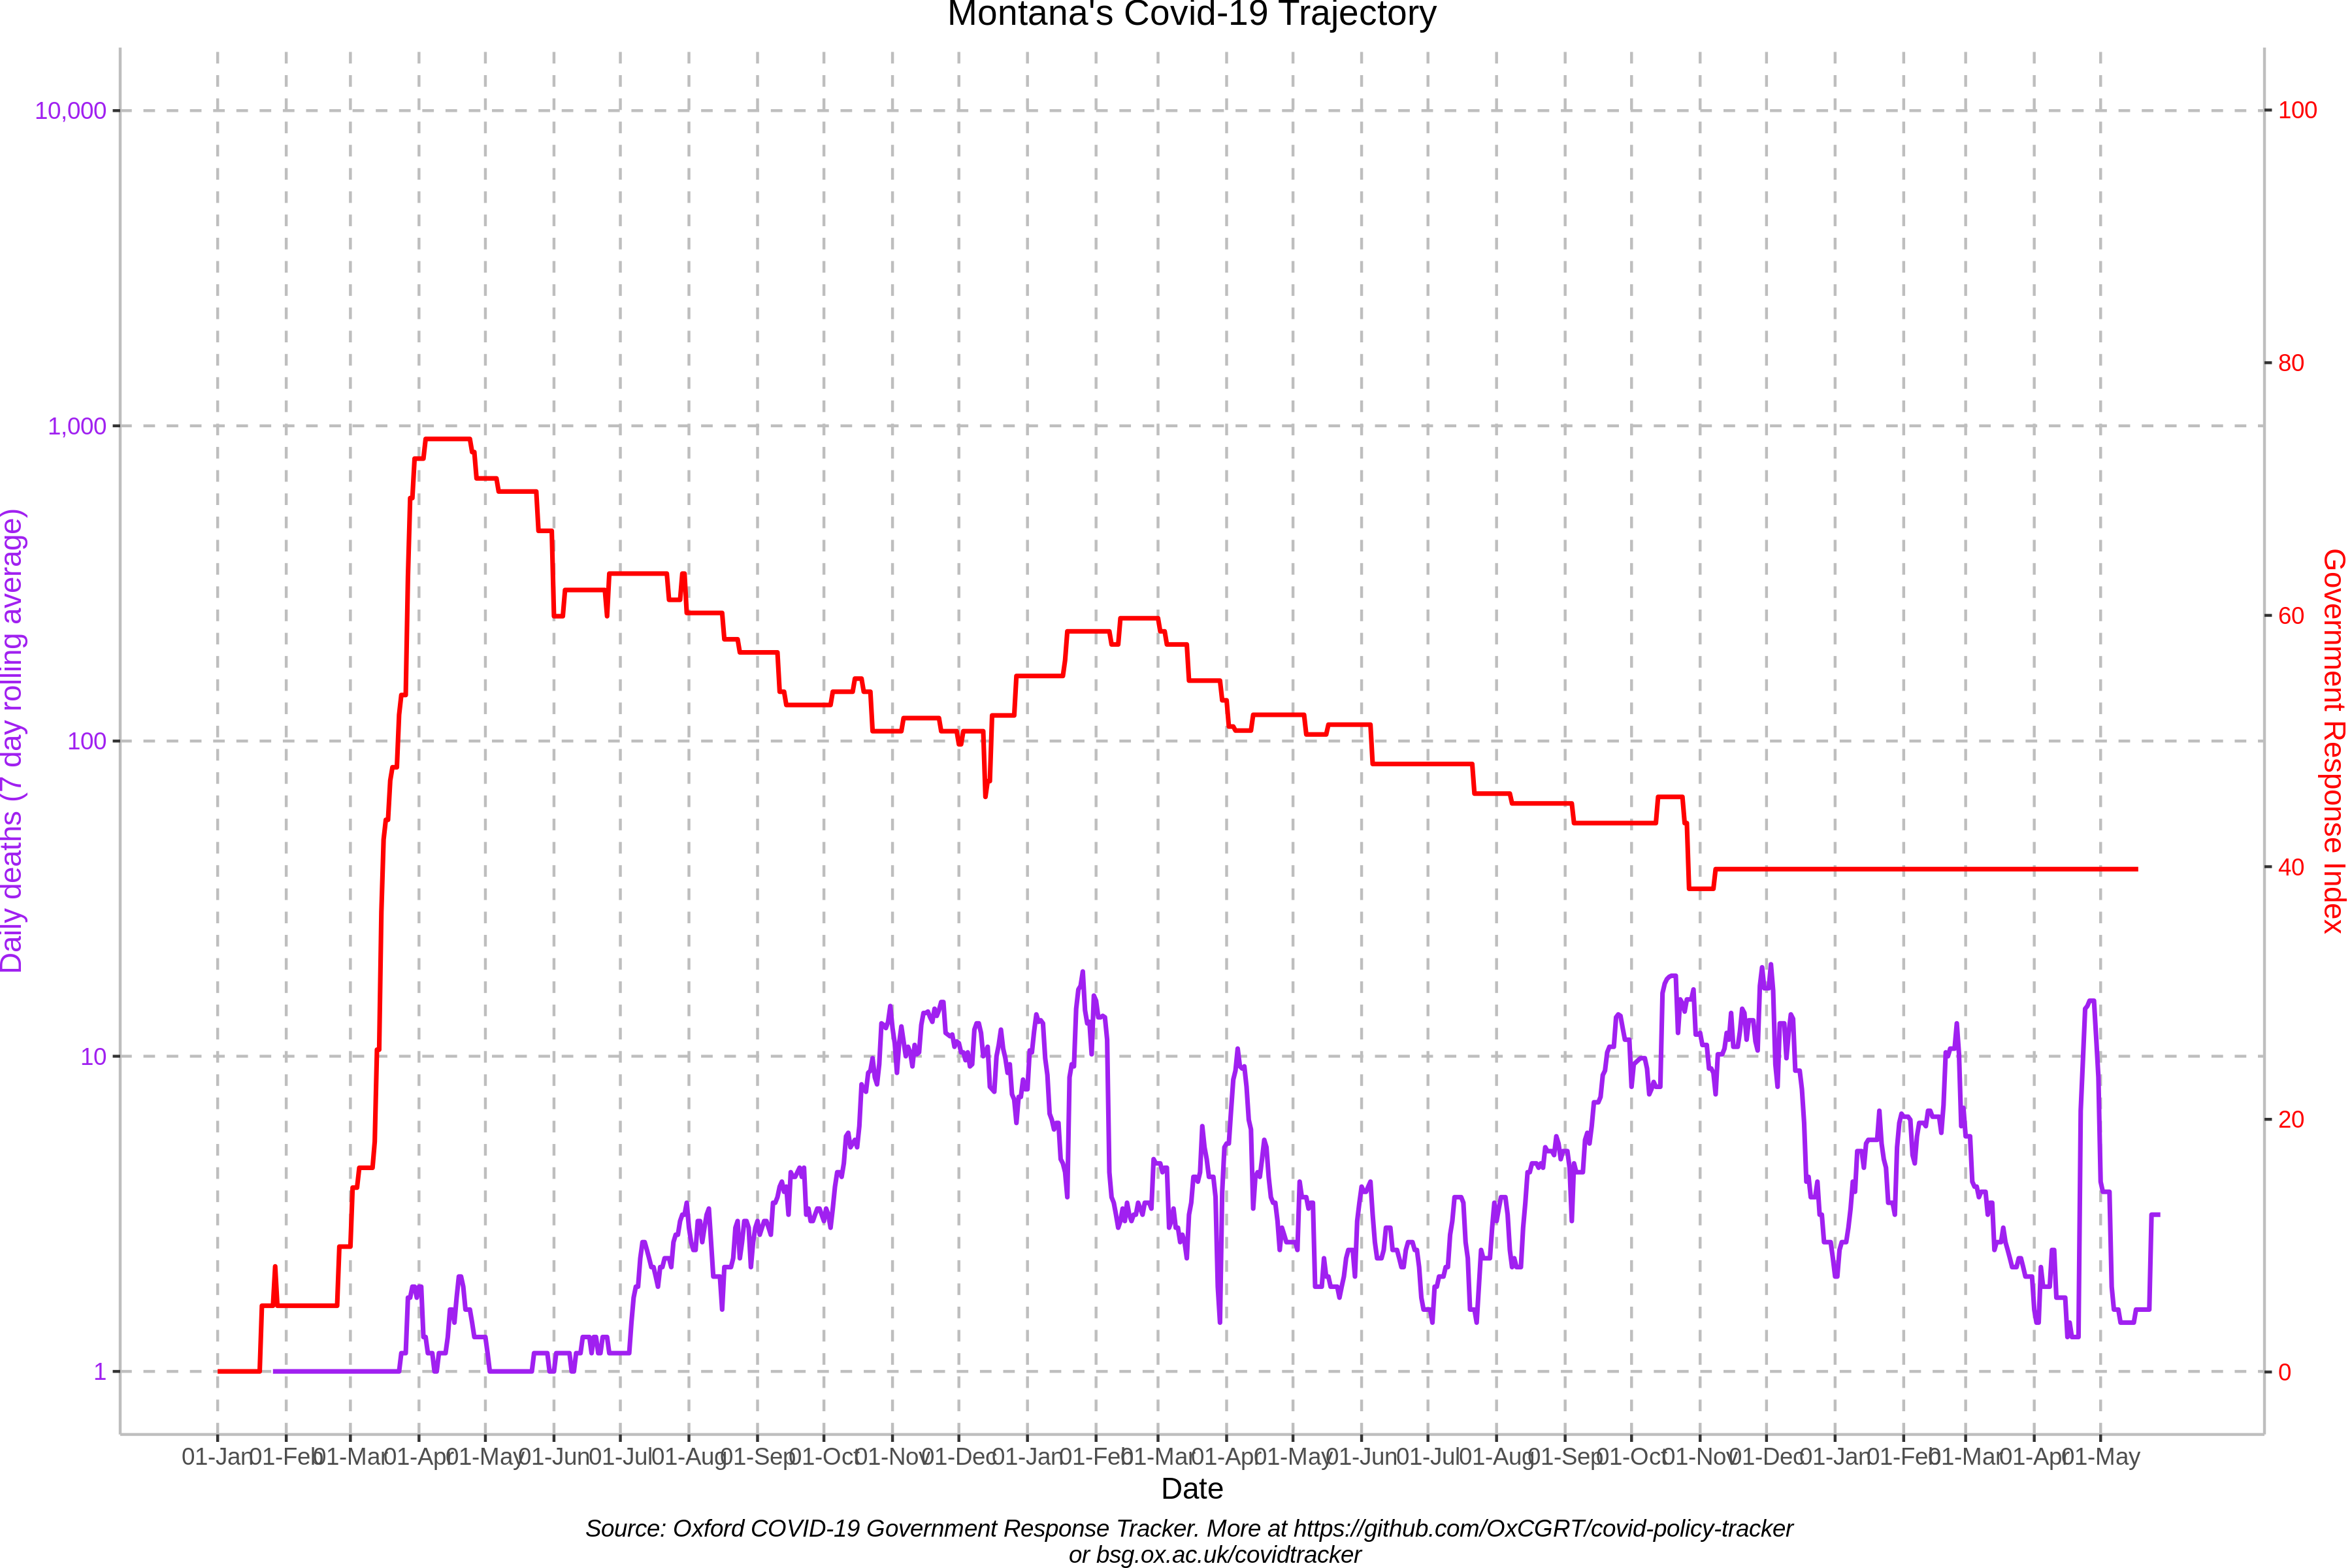 Montana's Covid-19 Trajectory
Daily deaths (7 day rolling average)
10,000
1,000
100
10
1
100
80
60
40
20
0
Government Response Index
01-Jan 01-Feb 01-Mar 01-Apr 01-May 01-Jun 01-Jul 01-Aug 01-Sep 01-Oct 01-Nov 01-Dec 01-Jan 01-Feb 01-Mar 01-Apr 01-May 01-Jun 01-Jul 01-Aug 01-Sep 01-Oct 01-Nov 01-Dec 01-Jan 01-Feb 01-Mar 01-Apr 01-May
Date
Source: Oxford COVID-19 Government Response Tracker. More at https://github.com/OxCGRT/covid-policy-tracker
or bsg.ox.ac.uk/covidtracker